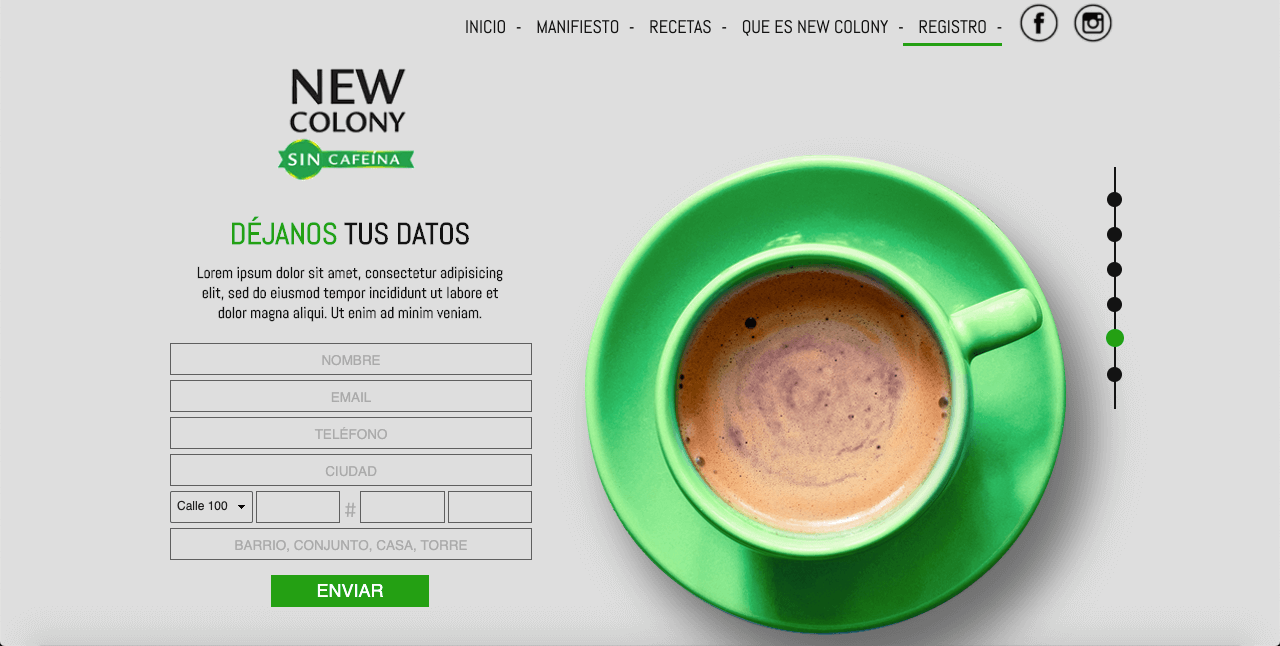 INICIO - MANIFIESTO - RECETAS - QUE ES NEW COLONY - REGISTRO -
NEW
COLONY
SIN CAFEÍNA
DÉJANOS TUS DATOS
Lorem ipsum dolor sit amet, consectetur adipisicing
elit, sed do eiusmod tempor incididunt ut labore et
dolor magna aliqui. Ut enim ad minim veniam.
NOMBRE
EMAIL
TELÉFONO
CIUDAD
Calle 100 #
BARRIO, CONJUNTO, CASA, TORRE
ENVIAR